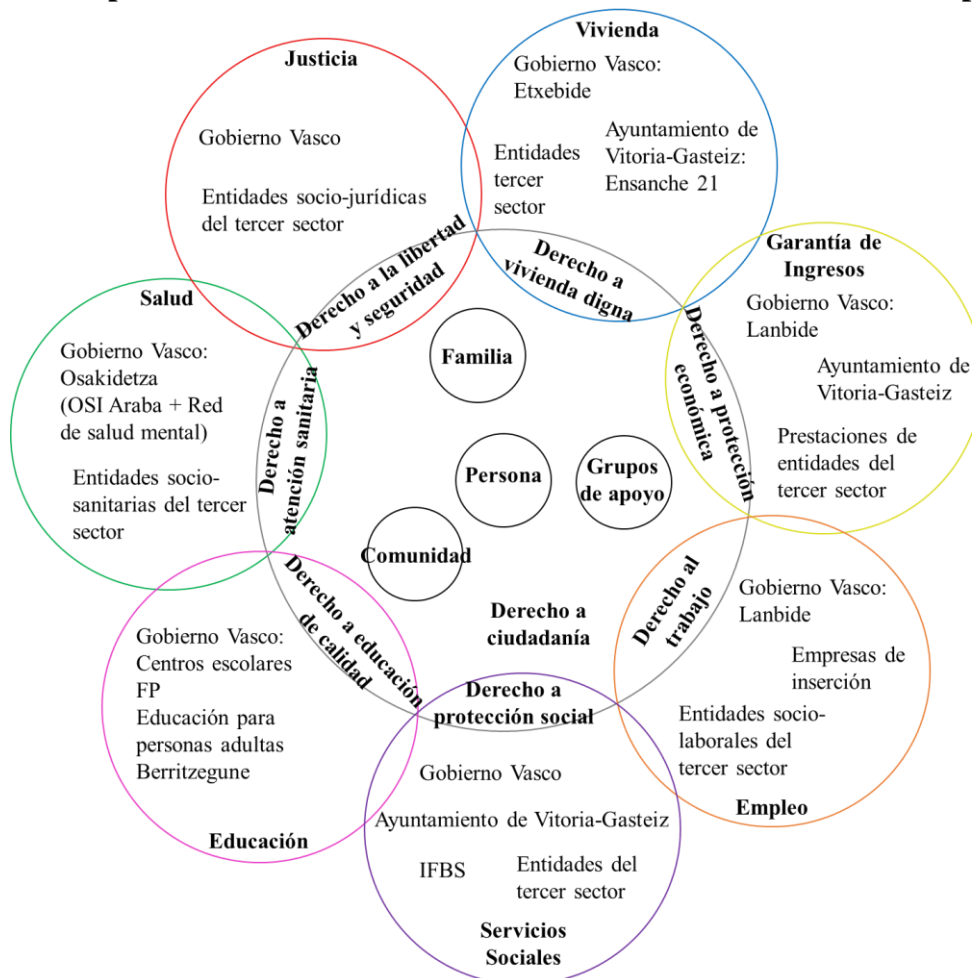 Vivienda
Gobierno Vasco:
Etxebide
Ayuntamiento de
Vitoria-Gasteiz:
Ensanche 21
Entidades
tercer
sector
Derecho a
vivienda digna
Justicia
Gobierno Vasco
Entidades socio-jurídicas
del tercer sector
Derecho a la libertad
y seguridad
Garantía de
Ingresos
Gobierno Vasco:
Lanbide
Ayuntamiento de
Vitoria-Gasteiz
Prestaciones de
entidades del
tercer sector
Derecho a protección
económica
Salud
Gobierno Vasco:
Osakidetza
(OSI Araba + Red
de salud mental)
Entidades socio-
sanitarias del tercer
sector
Derecho a
atención sanitaria
Familia
Persona
Grupos
de apoyo
Comunidad
Derecho a
ciudadanía
Derecho al
trabajo
Gobierno Vasco:
Lanbide
Empresas de
inserción
Entidades socio-
laborales del
tercer sector
Empleo
Derecho a educación
de calidad
Gobierno Vasco:
Centros escolares
FP
Educación para
personas adultas
Berritzegune
Educación
Derecho a
protección social
Gobierno Vasco
Ayuntamiento de Vitoria-Gasteiz
IFBS
Entidades del
tercer sector
Servicios
Sociales